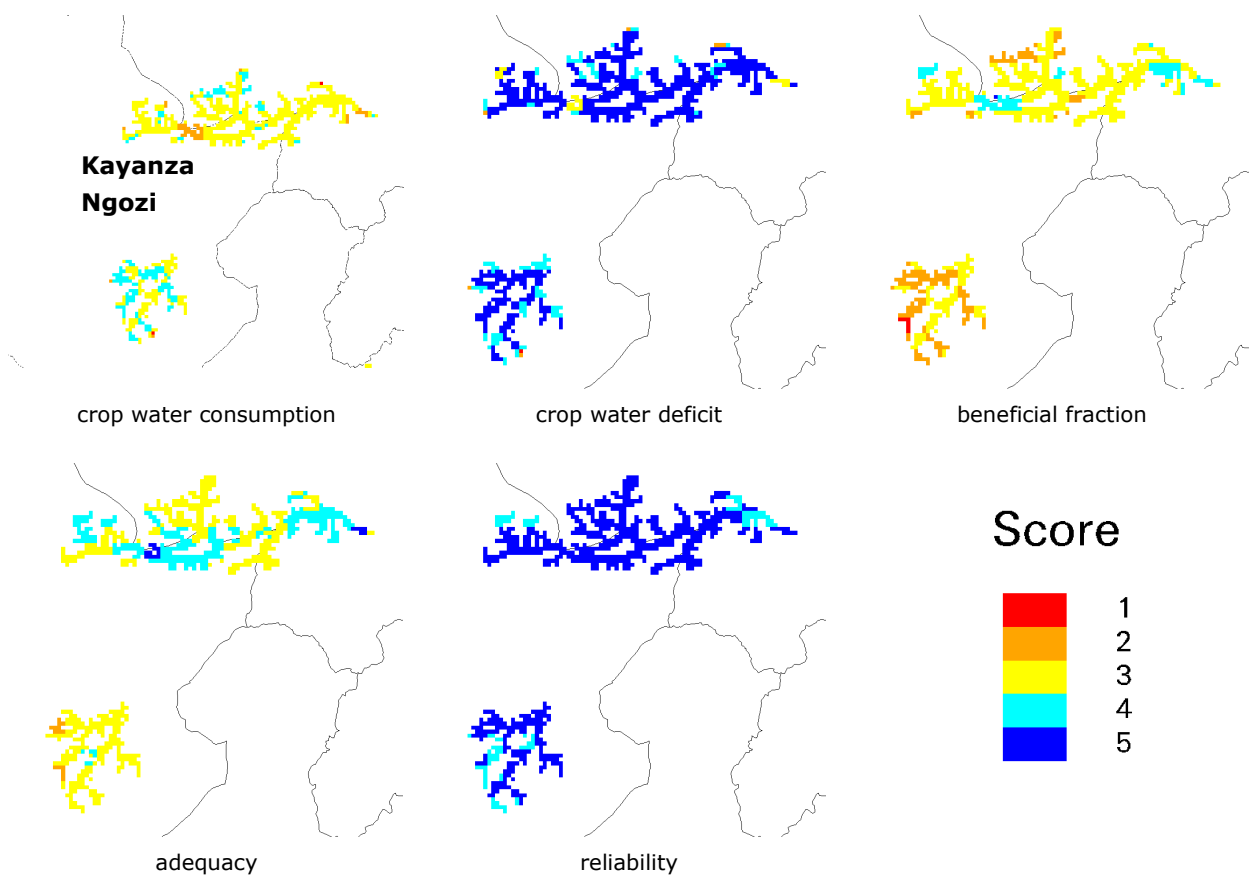 Kayanza
Ngozi
crop water consumption
crop water deficit
beneficial fraction
adequacy
reliability
Score
1
2
3
4
5